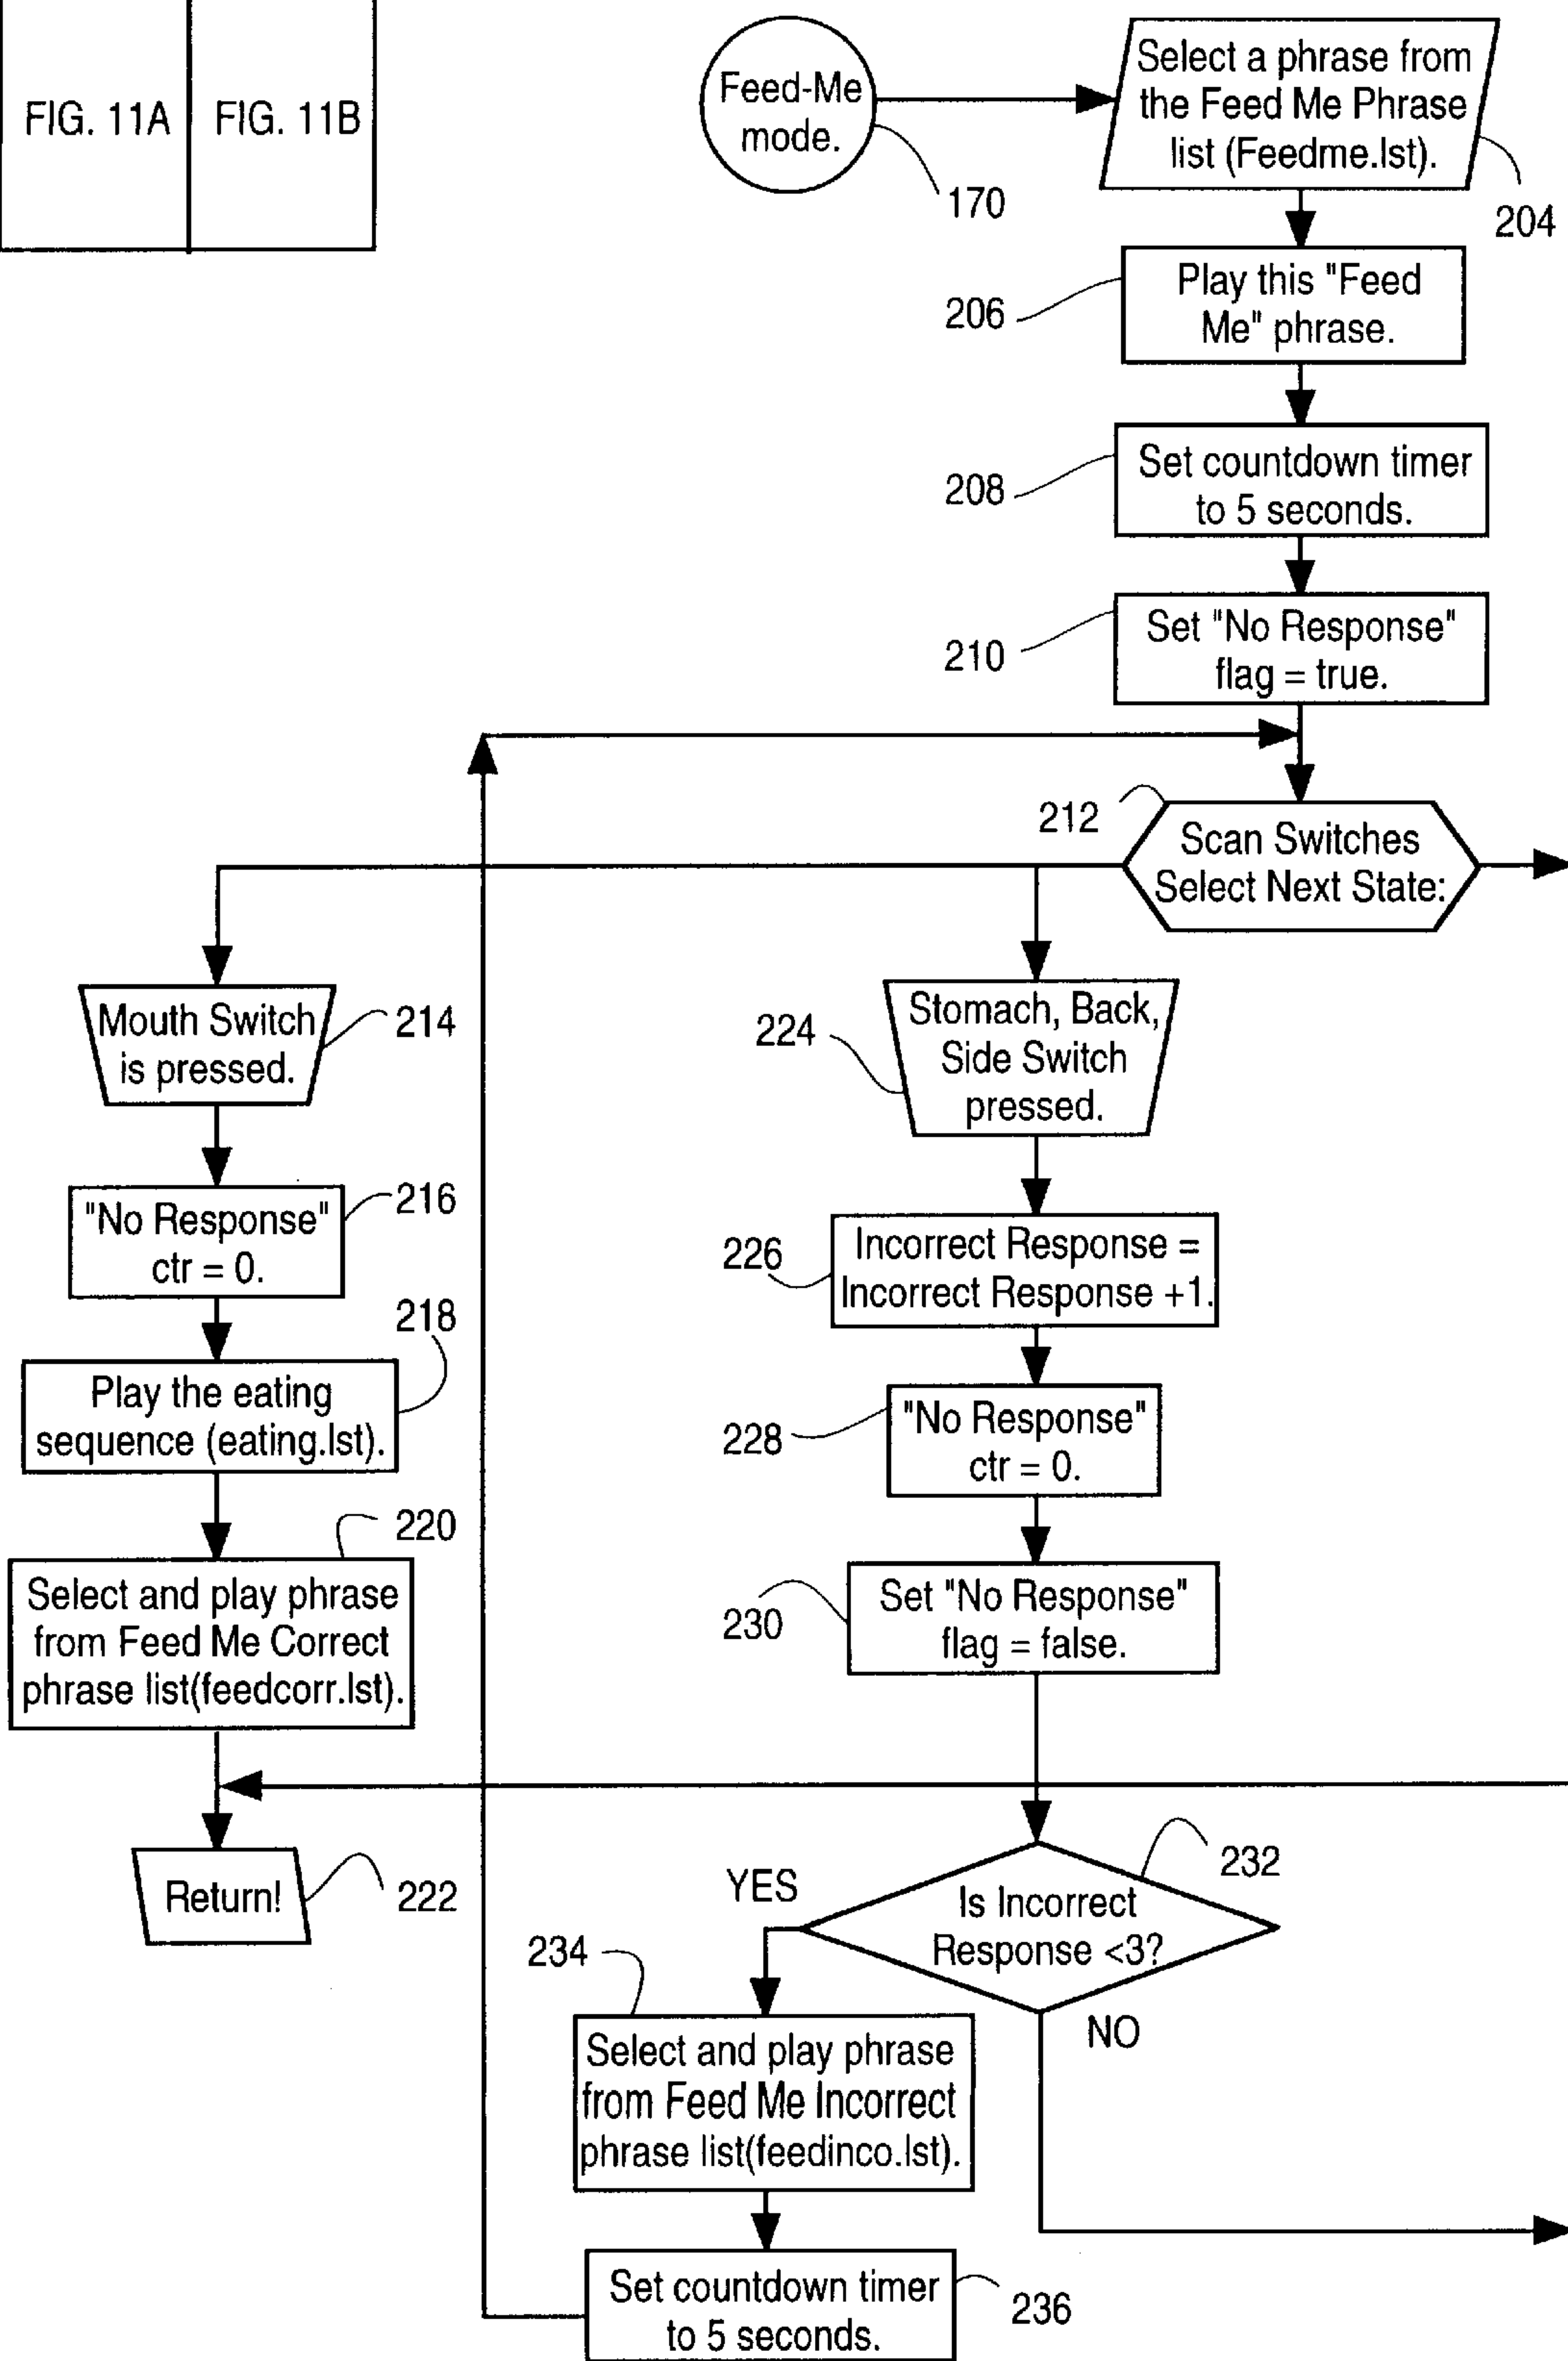 FIG. 11A
FIG. 11B
Feed-Me
mode.
170
Select a phrase from
the Feed Me Phrase
list (Feedme.lst).
204
Play this "Feed
Me" phrase.
206
Set countdown timer
to 5 seconds.
208
Set "No Response"
flag = true.
210
212
Scan Switches
Select Next State:
Mouth Switch
is pressed.
214
"No Response"
ctr = 0.
216
218
Play the eating
sequence (eating.lst).
220
Select and play phrase
from Feed Me Correct
phrase list(feedcorr.lst).
Return!
222
Stomach, Back,
Side Switch
pressed.
224
Incorrect Response =
Incorrect Response +1.
226
"No Response"
ctr = 0.
228
Set "No Response"
flag = false.
230
232
Is Incorrect
Response <3?
YES
NO
234
Select and play phrase
from Feed Me Incorrect
phrase list(feedinco.lst).
Set countdown timer
to 5 seconds.
236